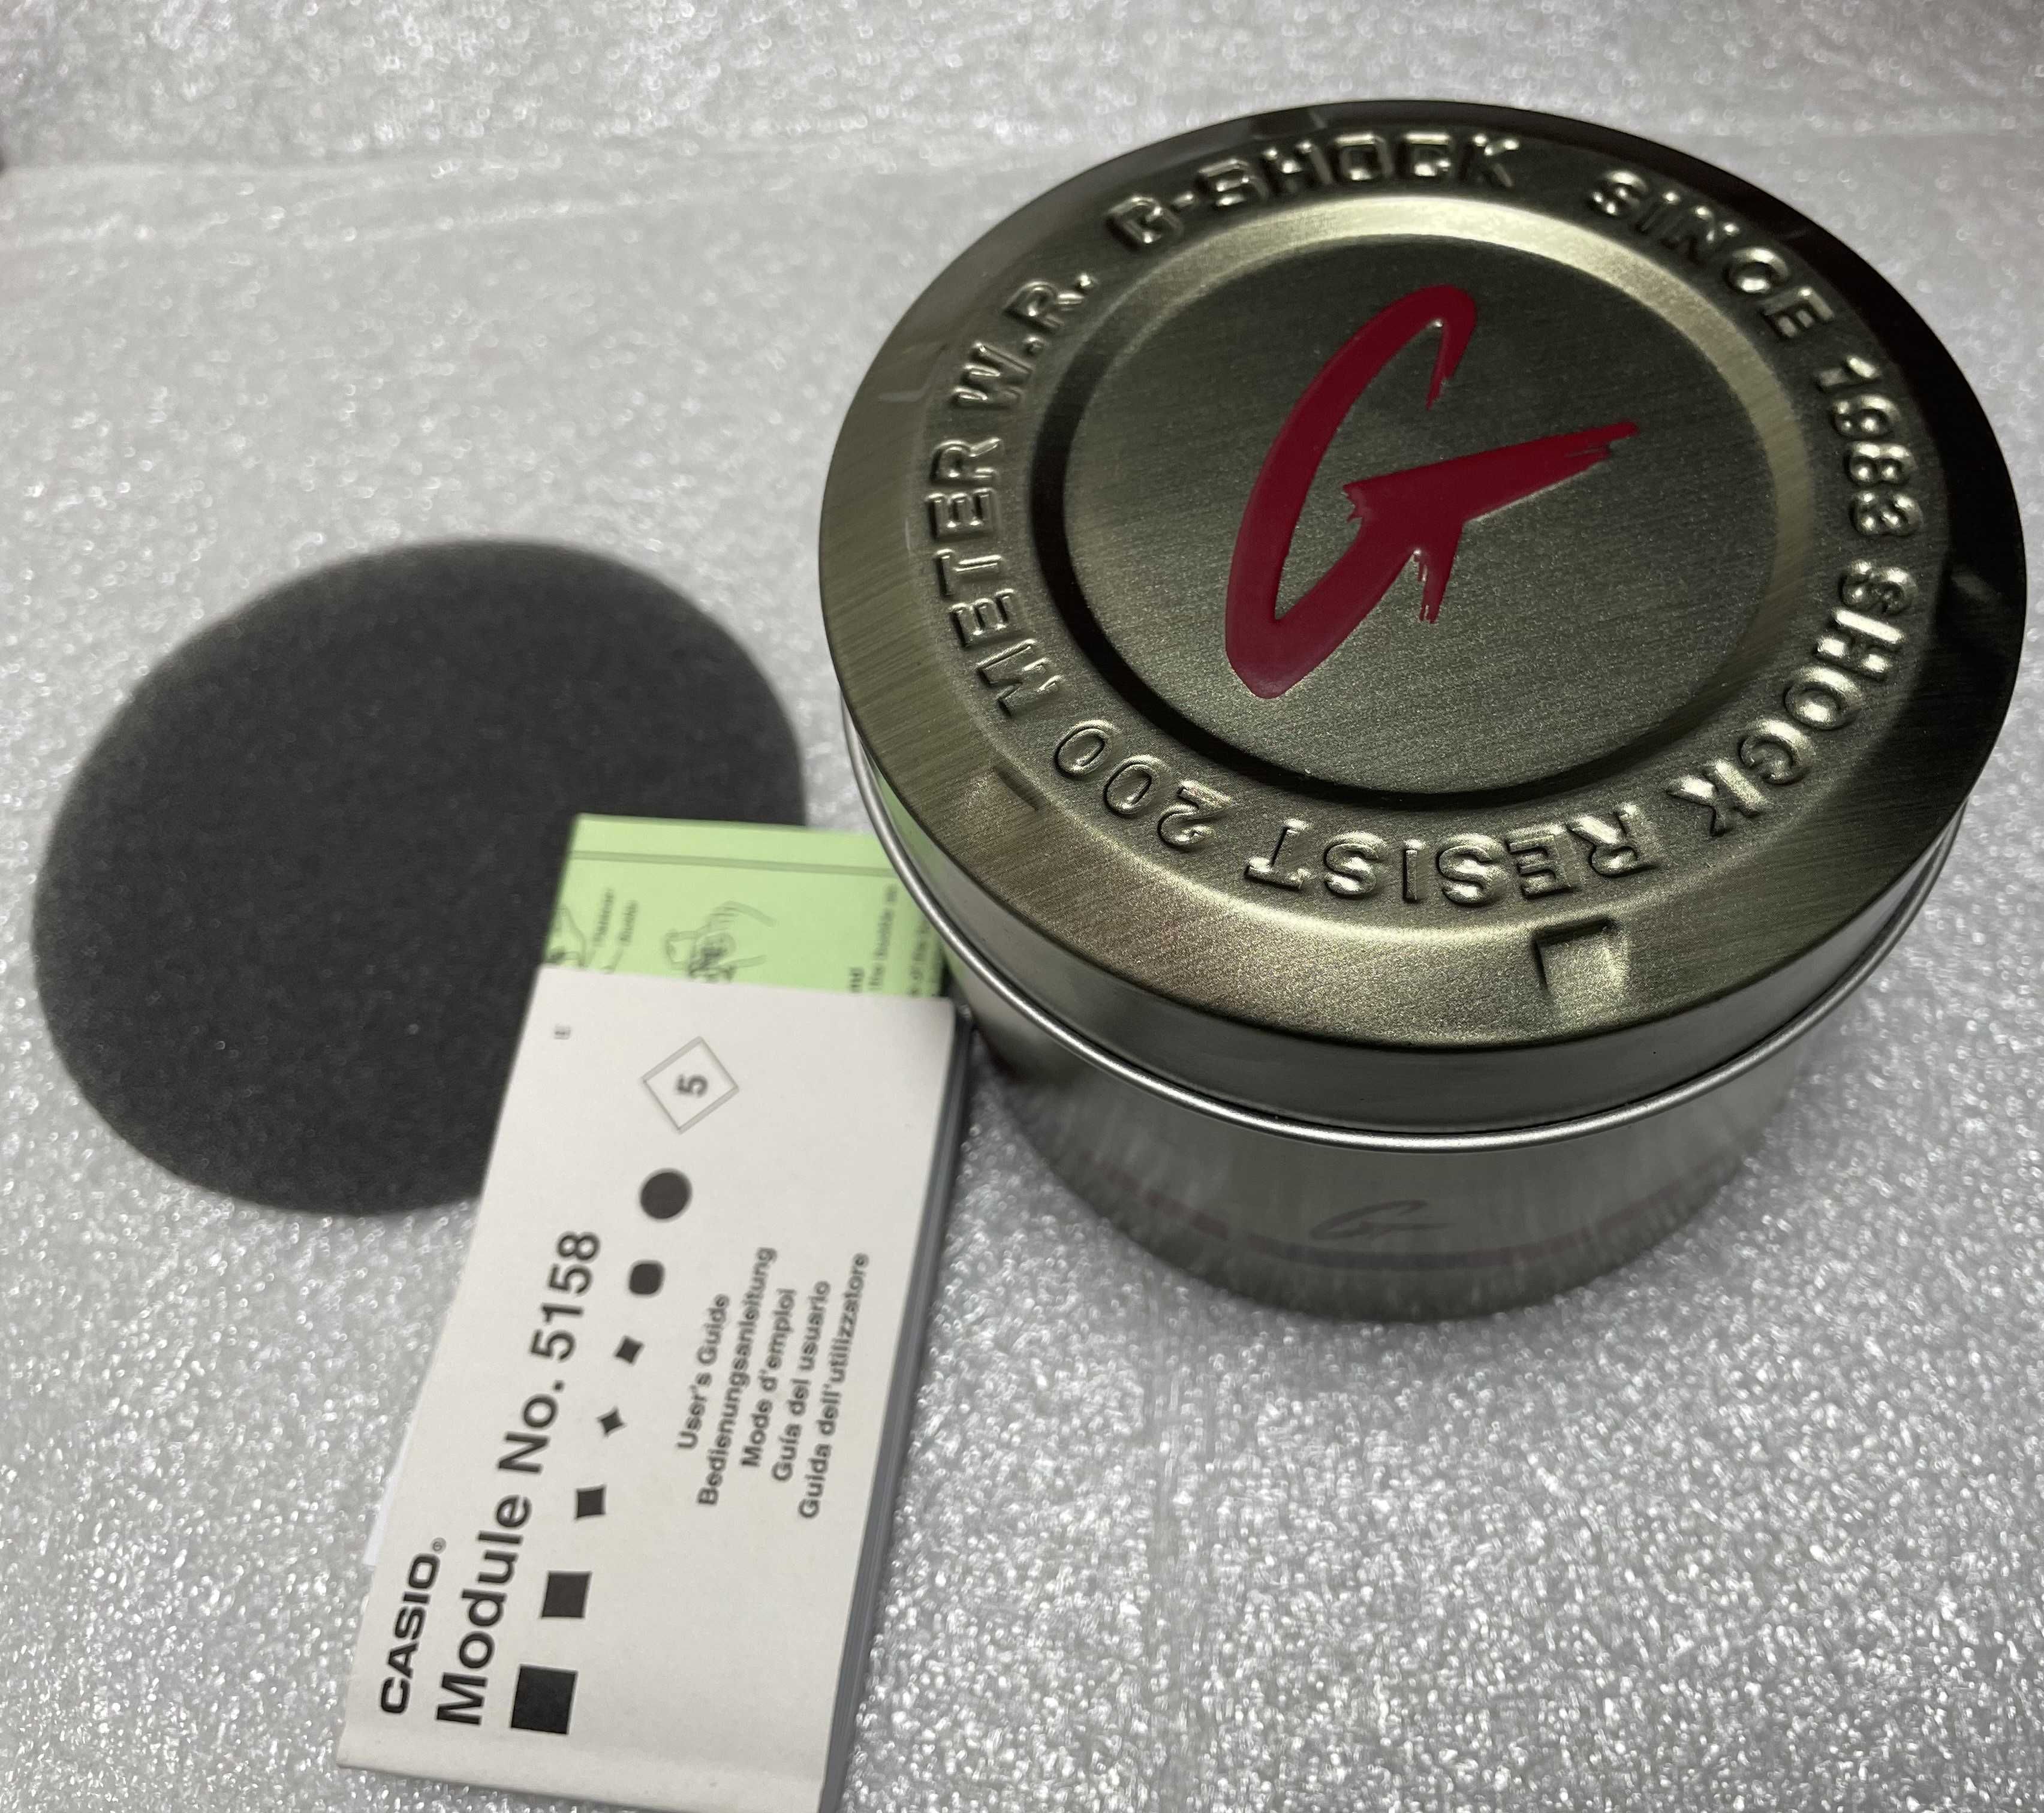 G-SHOCK SINCE 1983 SHOCK RESIST 200 METER W.R.
G
G
CASIO®
Module No. 5158
E
5
User's Guide
Bedienungsanleitung
Mode d'emploi
Guía del usuario
Guida dell'utilizzatore